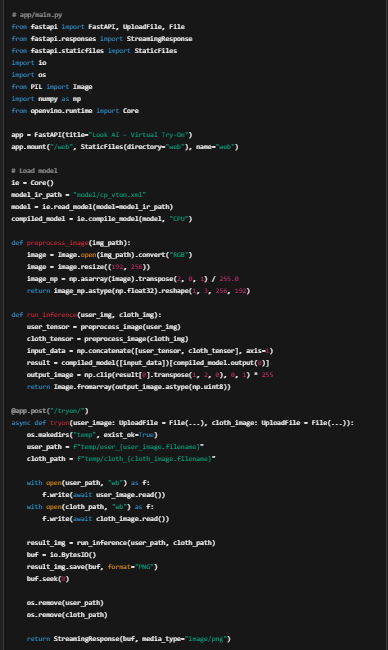 # app/main.py
from fastapi import FastAPI, UploadFile, File
from fastapi.responses import StreamingResponse
from fastapi.staticfiles import StaticFiles
import io
import os
from PIL import Image
import numpy as np
from openvino.runtime import Core

app = FastAPI(title="Look AI - Virtual Try-On")
app.mount("/web", StaticFiles(directory="web"), name="web")

# Load model
ie = Core()
model_ir_path = "model/cp_vton.xml"
model = ie.read_model(model=model_ir_path)
compiled_model = ie.compile_model(model, "CPU")

def preprocess_image(img_path):
    image = Image.open(img_path).convert("RGB")
    image = image.resize((192, 256))
    image_np = np.asarray(image).transpose(2, 0, 1) / 255.0
    return image_np.astype(np.float32).reshape(1, 3, 256, 192)

def run_inference(user_img, cloth_img):
    user_tensor = preprocess_image(user_img)
    cloth_tensor = preprocess_image(cloth_img)
    input_data = np.concatenate([user_tensor, cloth_tensor], axis=1)
    result = compiled_model([input_data])[compiled_model.output(0)]
    output_image = np.clip(result[0].transpose(1, 2, 0), 0, 1) * 255
    return Image.fromarray(output_image.astype(np.uint8))

@app.post("/tryon/")
async def tryon(user_image: UploadFile = File(...), cloth_image: UploadFile = File(...)):
    os.makedirs("temp", exist_ok=True)
    user_path = f"temp/user_{user_image.filename}"
    cloth_path = f"temp/cloth_{cloth_image.filename}"

    with open(user_path, "wb") as f:
        f.write(await user_image.read())
    with open(cloth_path, "wb") as f:
        f.write(await cloth_image.read())

    result_img = run_inference(user_path, cloth_path)
    buf = io.BytesIO()
    result_img.save(buf, format="PNG")
    buf.seek(0)

    os.remove(user_path)
    os.remove(cloth_path)

    return StreamingResponse(buf, media_type="image/png")